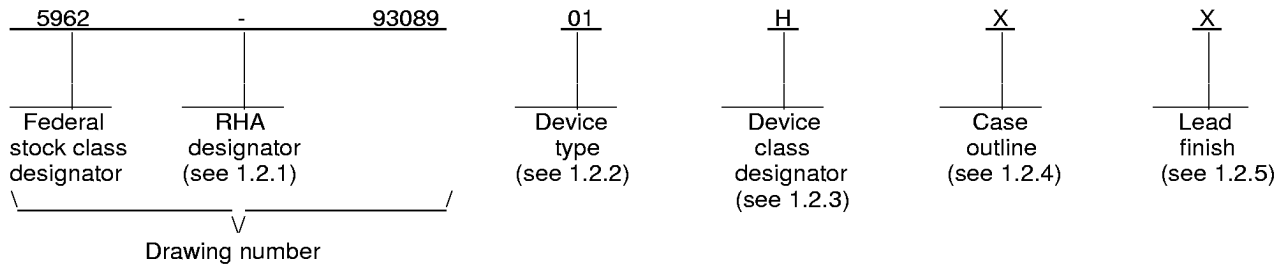 5962 - 93089 01 H X X
Federal stock class designator
RHA designator (see 1.2.1)
Device type (see 1.2.2)
Device class designator (see 1.2.3)
Case outline (see 1.2.4)
Lead finish (see 1.2.5)
Drawing number